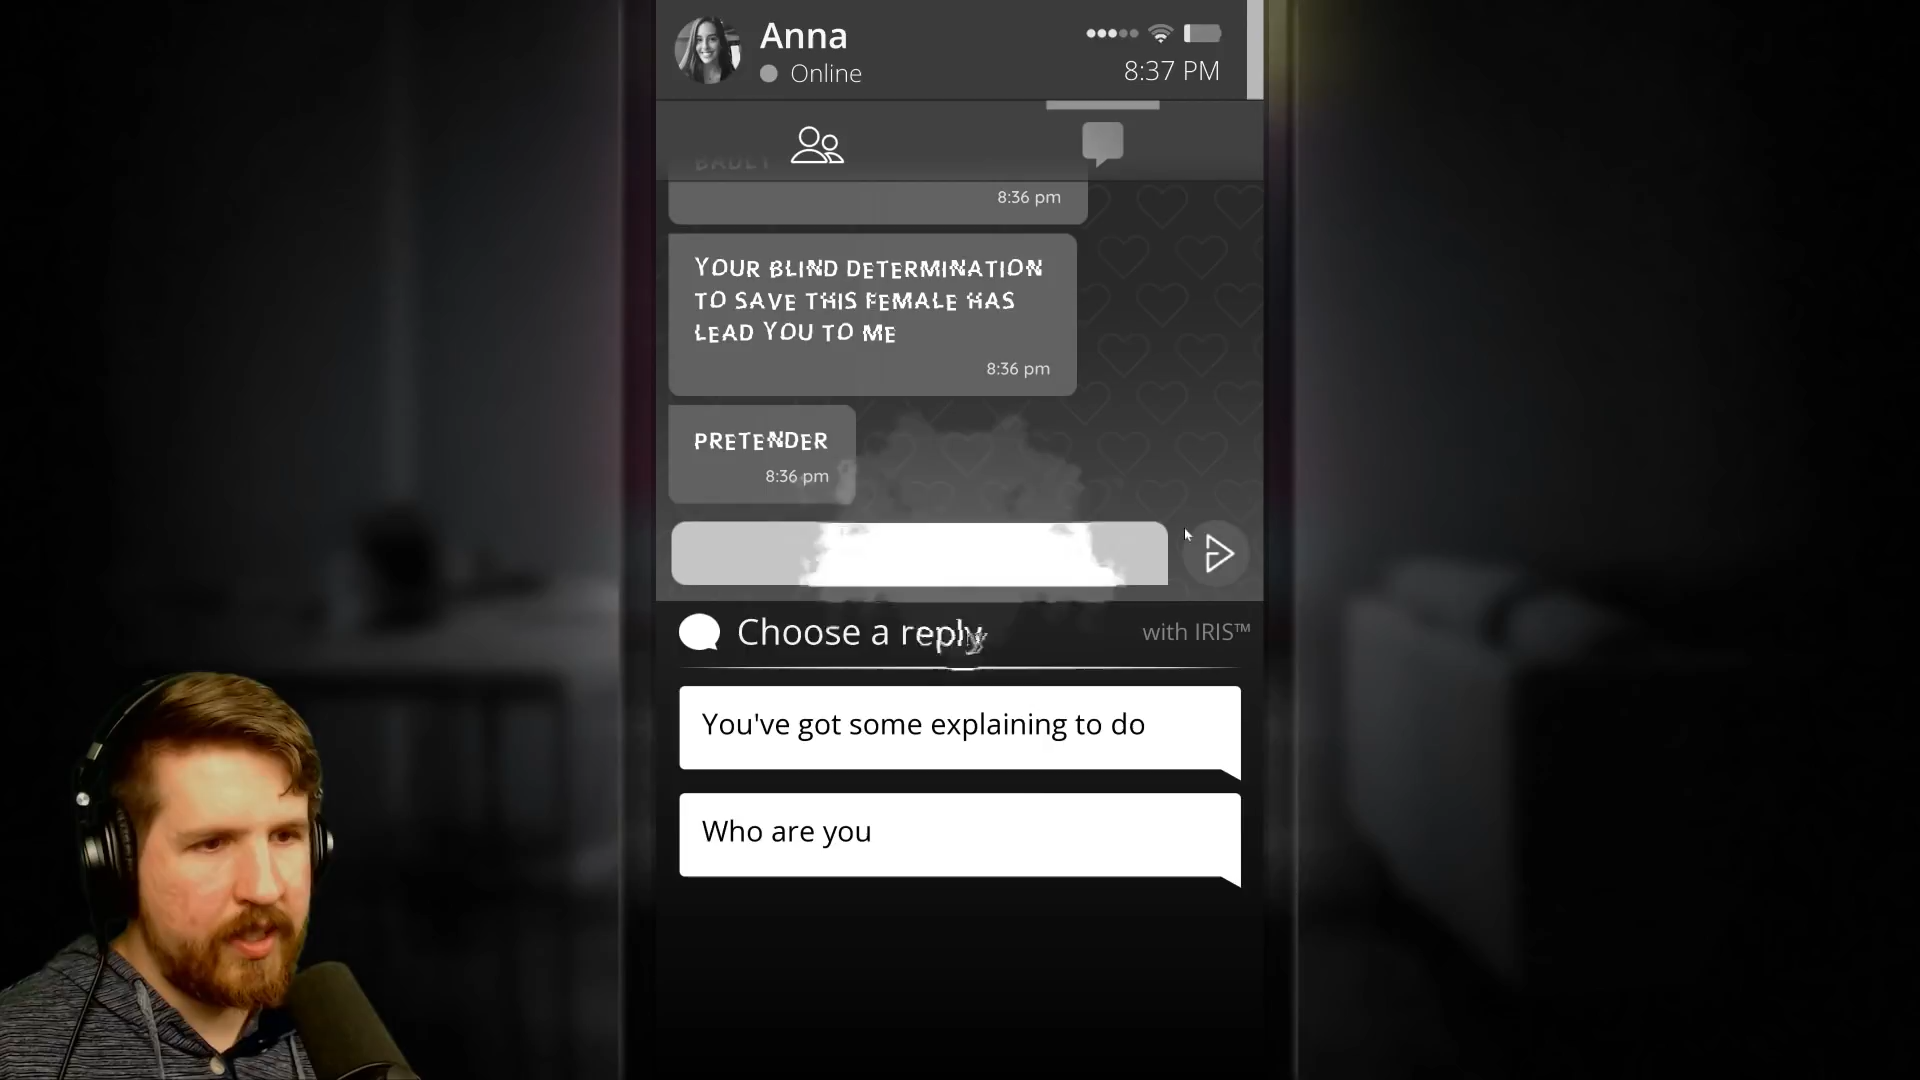 Anna
Online
8:37 PM
BADLY
8:36 pm
YOUR BLIND DETERMINATION
TO SAVE THIS FEMALE HAS
LEAD YOU TO ME
8:36 pm
PRETENDER
8:36 pm
Choose a reply
with IRIS™
You've got some explaining to do
Who are you